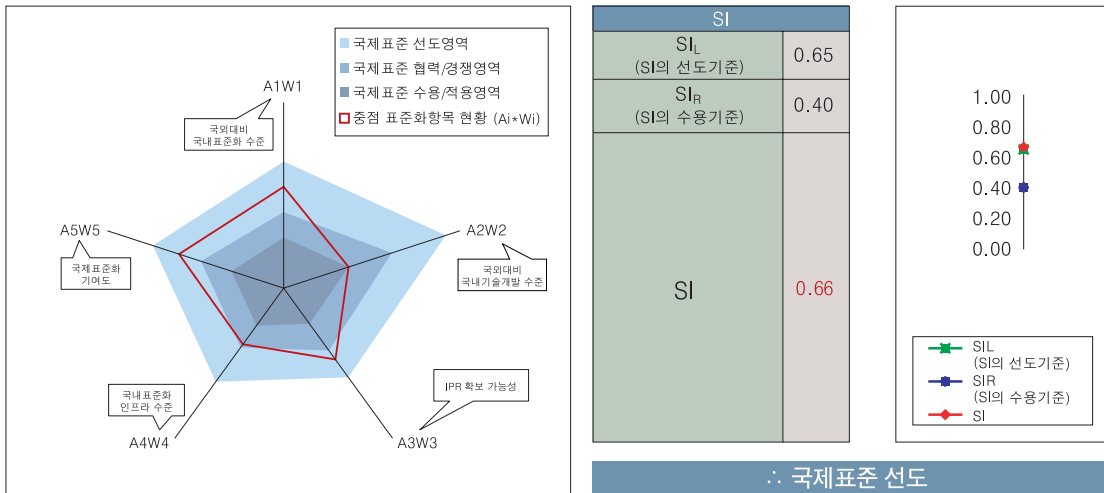 국제표준 선도영역
국제표준 협력/경쟁영역
국제표준 수용/적용영역
중점 표준화항목 현황 (Ai*Wi)
A1W1
국외대비
국내표준화 수준
A2W2
국외대비
국내기술개발 수준
A3W3
IPR 확보 가능성
A4W4
국내표준화
인프라 수준
A5W5
국제표준화
기여도
SI
SIL
(SI의 선도기준)
0.65
SIR
(SI의 수용기준)
0.40
SI
0.66
1.00
0.80
0.60
0.40
0.20
0.00
SIL
(SI의 선도기준)
SIR
(SI의 수용기준)
SI
∴ 국제표준 선도